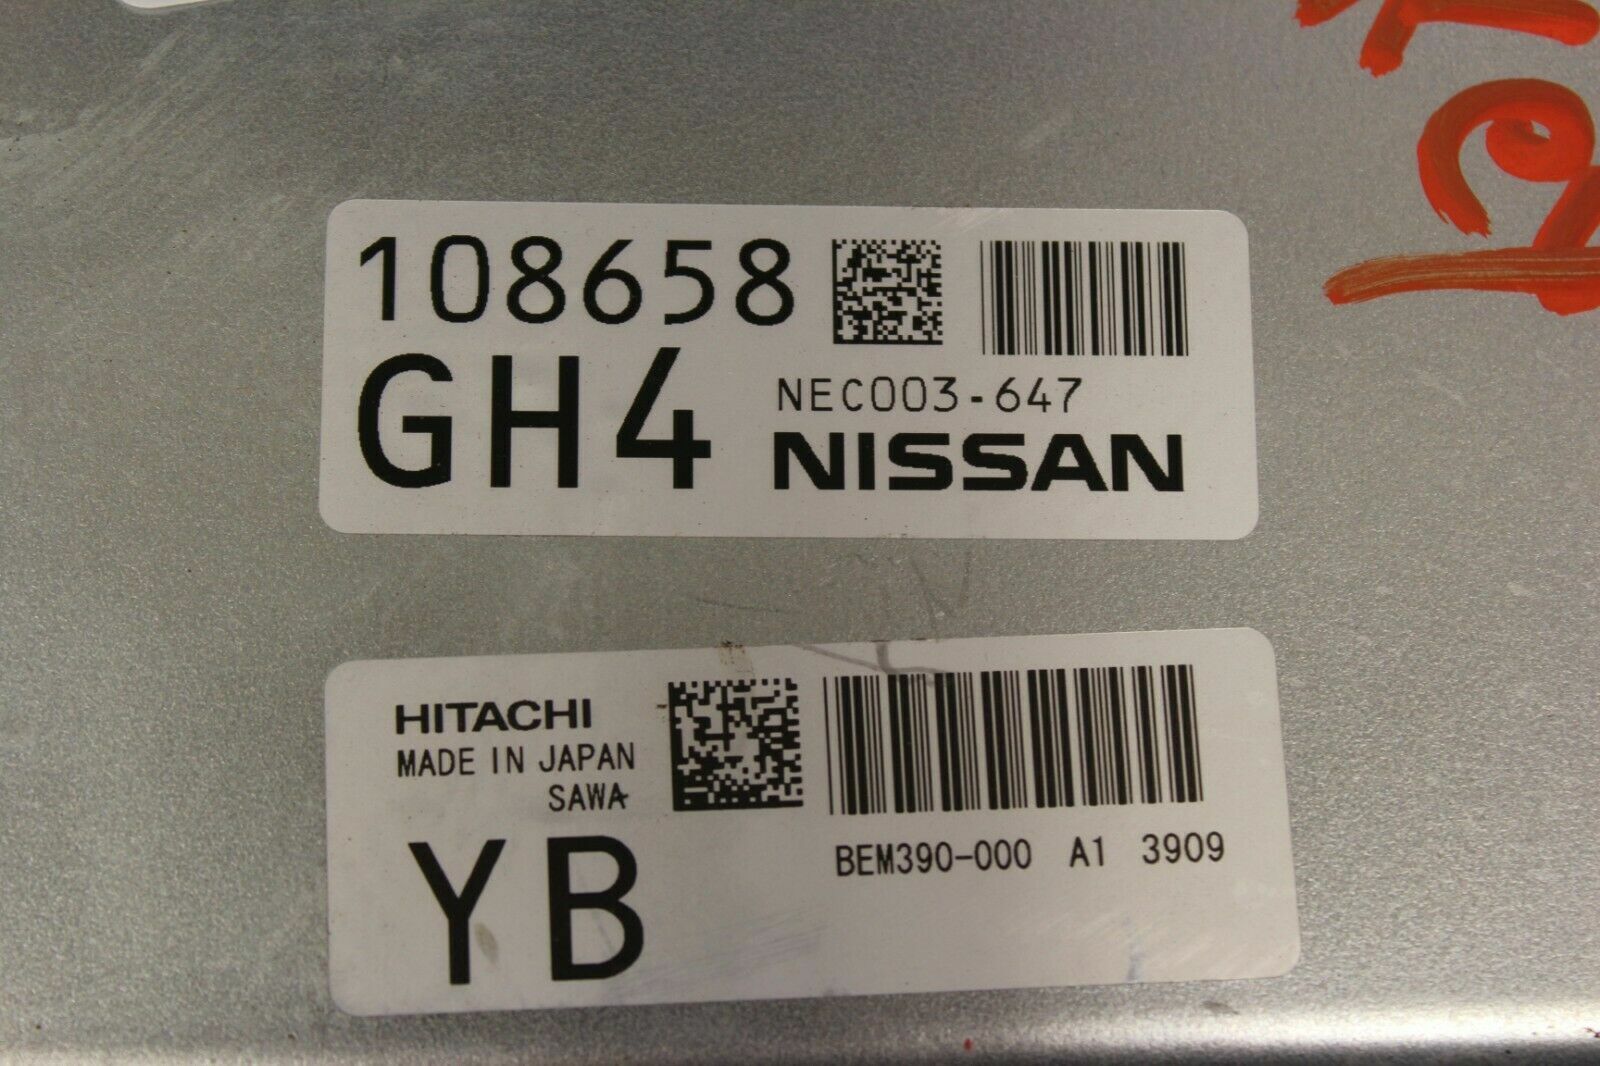 108658
GH4
NEC003-647
NISSAN
HITACHI
MADE IN JAPAN
SAWA
YB
BEM390-000 A1 3909